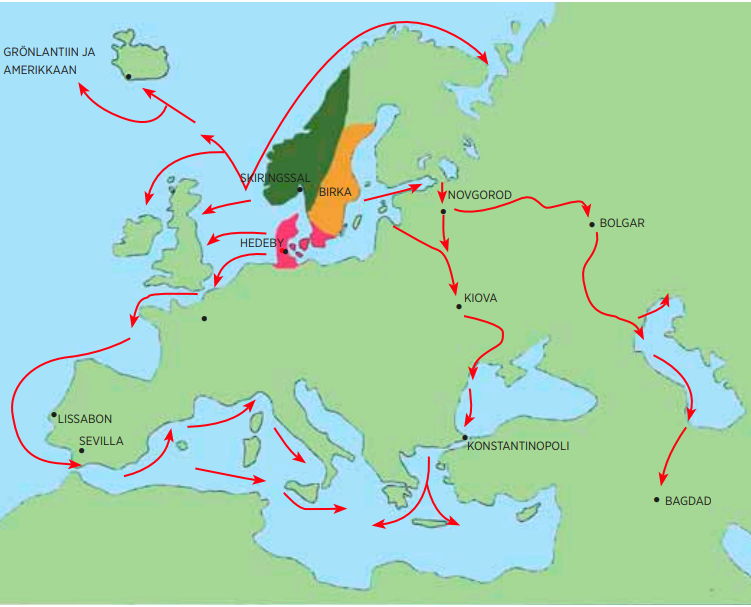 GRÖNLANTIIN JA
AMERIKKAAN
SKIRINGSSAL
BIRKA
NOVGOROD
BOLGAR
HEDEBY
KIOVA
LISSABON
SEVILLA
KONSTANTINOPOLI
BAGDAD